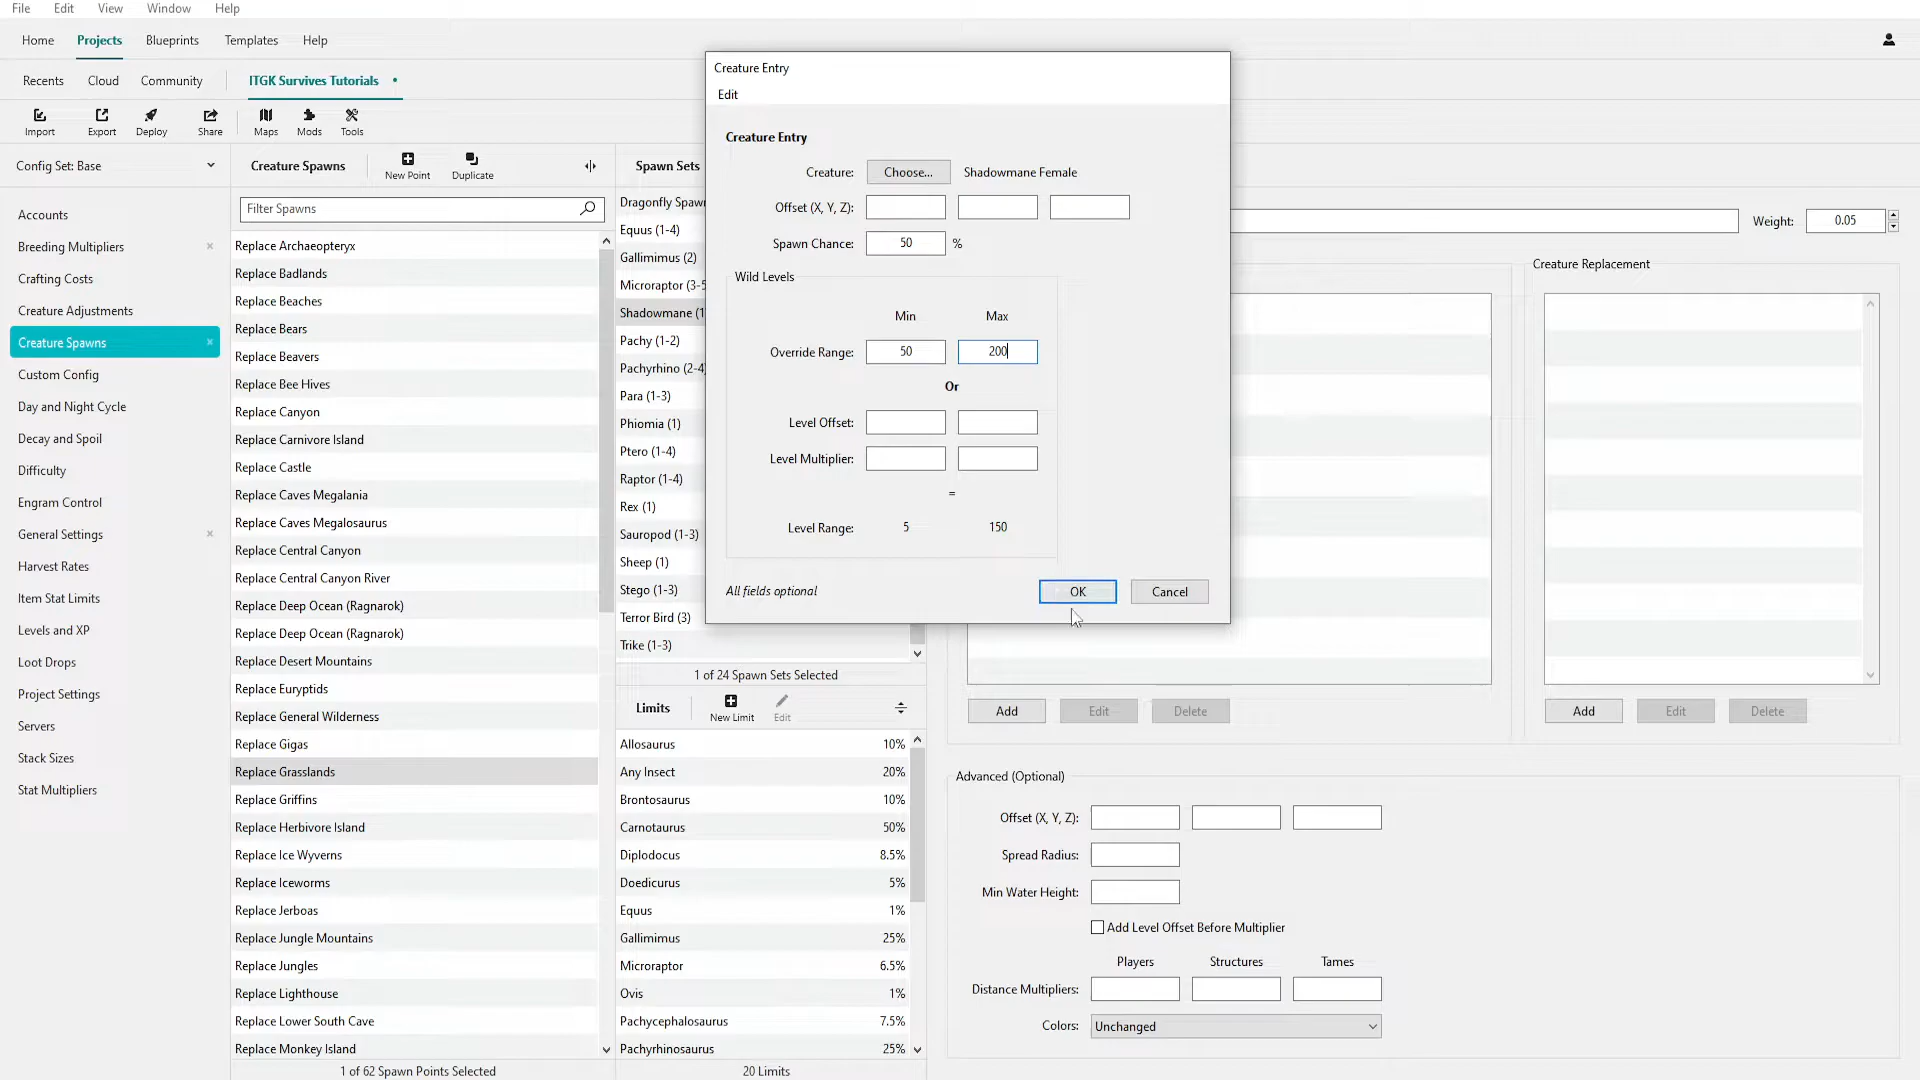 File Edit View Window Help
Home Projects Blueprints Templates Help
Recents Cloud Community ITGK Survives Tutorials •
Import Export Deploy Share Maps Mods Tools
Config Set: Base
Accounts
Breeding Multipliers ×
Crafting Costs
Creature Adjustments
Creature Spawns ×
Custom Config
Day and Night Cycle
Decay and Spoil
Difficulty
Engram Control
General Settings ×
Harvest Rates
Item Stat Limits
Levels and XP
Loot Drops
Project Settings
Servers
Stack Sizes
Stat Multipliers
Creature Spawns New Point Duplicate
Filter Spawns
Replace Archaeopteryx
Replace Badlands
Replace Beaches
Replace Bears
Replace Beavers
Replace Bee Hives
Replace Canyon
Replace Carnivore Island
Replace Castle
Replace Caves Megalania
Replace Caves Megalosaurus
Replace Central Canyon
Replace Central Canyon River
Replace Deep Ocean (Ragnarok)
Replace Deep Ocean (Ragnarok)
Replace Desert Mountains
Replace Euryptids
Replace General Wilderness
Replace Gigas
Replace Grasslands
Replace Griffins
Replace Herbivore Island
Replace Ice Wyverns
Replace Iceworms
Replace Jerboas
Replace Jungle Mountains
Replace Jungles
Replace Lighthouse
Replace Lower South Cave
Replace Monkey Island
1 of 62 Spawn Points Selected
Spawn Sets
Dragonfly Spawn
Equus (1-4)
Gallimimus (2)
Microraptor (3-5
Shadowmane (1
Pachy (1-2)
Pachyrhino (2-4)
Para (1-3)
Phiomia (1)
Ptero (1-4)
Raptor (1-4)
Rex (1)
Sauropod (1-3)
Sheep (1)
Stego (1-3)
Terror Bird (3)
Trike (1-3)
1 of 24 Spawn Sets Selected
Limits New Limit Edit
Allosaurus 10%
Any Insect 20%
Brontosaurus 10%
Carnotaurus 50%
Diplodocus 8.5%
Doedicurus 5%
Equus 1%
Gallimimus 25%
Microraptor 6.5%
Ovis 1%
Pachycephalosaurus 7.5%
Pachyrhinosaurus 25%
20 Limits
Creature Entry
Edit
Creature Entry
Creature: Choose... Shadowmane Female
Offset (X, Y, Z):
Spawn Chance: 50 %
Wild Levels
Min Max
Override Range: 50 200
Or
Level Offset:
Level Multiplier:
=
Level Range: 5 150
All fields optional OK Cancel
Weight: 0.05
Creature Replacement
Add Edit Delete Add Edit Delete
Advanced (Optional)
Offset (X, Y, Z):
Spread Radius:
Min Water Height:
Add Level Offset Before Multiplier
Players Structures Tames
Distance Multipliers:
Colors: Unchanged